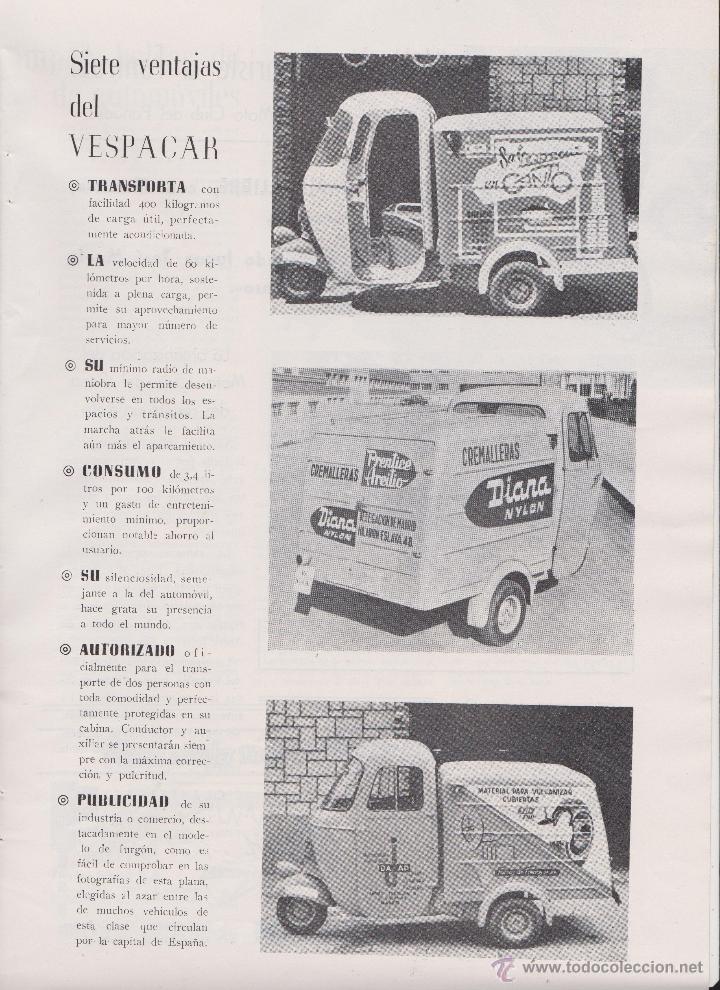 Siete ventajas
del
VESPACAR
TRANSPORTA con
facilidad 400 kilogramos
de carga útil, perfecta-
mente acondicionada.
LA velocidad de 60 ki-
lómetros por hora, soste-
nida a plena carga, per-
mite su aprovechamiento
para mayor número de
servicios.
SU mínimo radio de ma-
niobra le permite desen-
volverse en todos los es-
pacios y tránsitos. La
marcha atrás le facilita
aún más el aparcamiento.
CONSUMO de 3,4 li-
tros por 100 kilómetros
y un gasto de entreteni-
miento mínimo, propor-
cionan notable ahorro al
usuario.
SU silenciosidad, seme-
jante a la del automóvil,
hace grata su presencia
a todo el mundo.
AUTORIZADO ofi-
cialmente para el trans-
porte de dos personas con
toda comodidad y perfec-
tamente protegidas en su
cabina. Conductor y au-
xiliar se presentarán siem
pre con la máxima correc-
ción y pulcritud.
PUBLICIDAD de su
industria o comercio, des-
tacadamente en el mode-
lo de furgón, como es
fácil de comprobar en las
fotografías de esta plana,
elegidas al azar entre las
de muchos vehículos de
esta clase que circulan
por la capital de España.
en
CREMALLERAS
Prentice
CREMALLERAS
Diana
NYLON
Diana
NYLON
DELEGACION DE MADRID
HILARION ESLAVA, 48
MATERIAL PARA VULCANIZAR
CUBIERTAS
www.todocoleccion.net